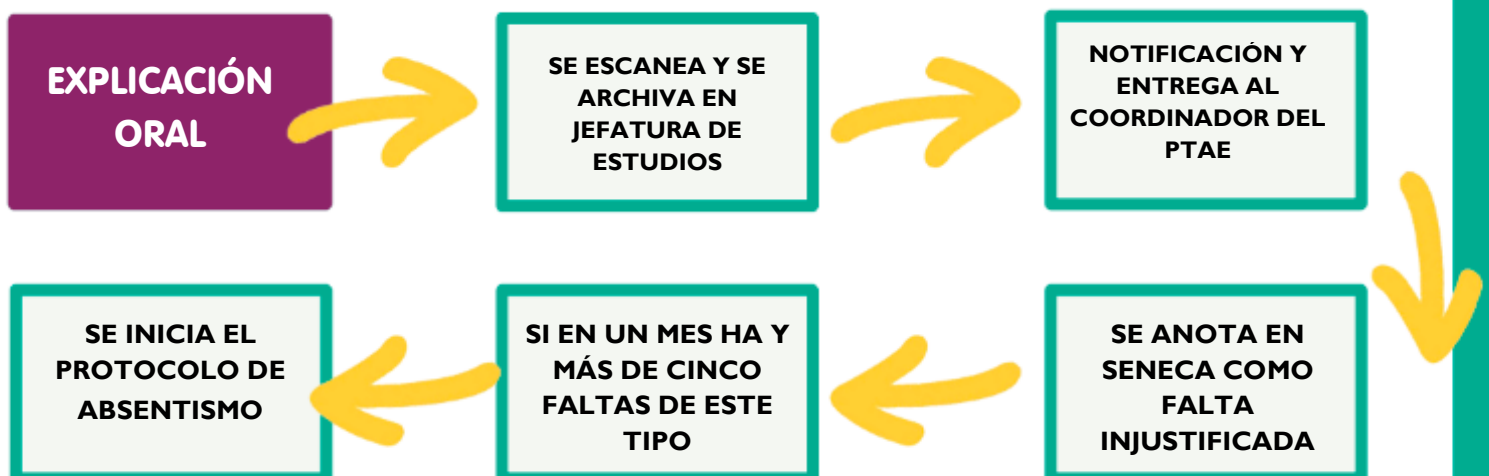 EXPLICACIÓN
ORAL
SE ESCANEA Y SE
ARCHIVA EN
JEFATURA DE
ESTUDIOS
NOTIFICACIÓN Y
ENTREGA AL
COORDINADOR DEL
PTAE
SE ANOTA EN
SENECA COMO
FALTA
INJUSTIFICADA
SI EN UN MES HA Y
MÁS DE CINCO
FALTAS DE ESTE
TIPO
SE INICIA EL
PROTOCOLO DE
ABSENTISMO